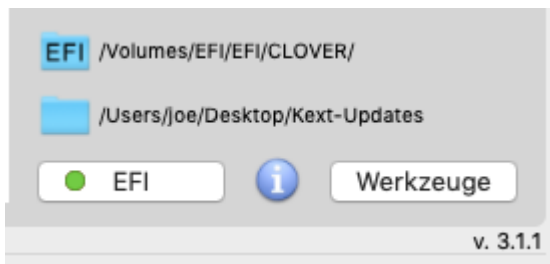 EFI /Volumes/EFI/EFI/CLOVER/
/Users/joe/Desktop/Kext-Updates
EFI i Werkzeuge
v. 3.1.1